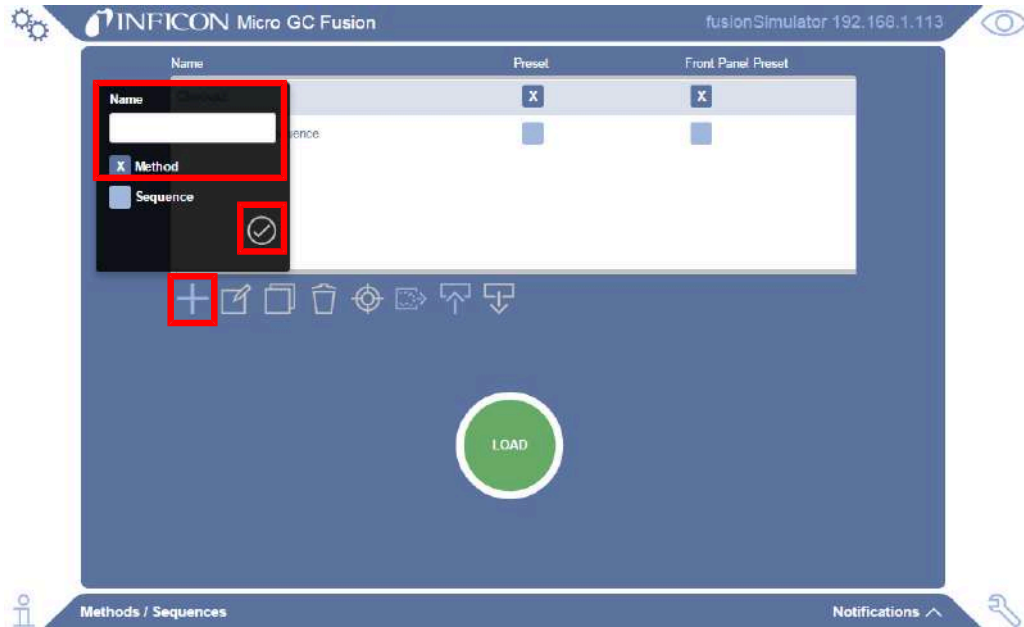 INFICON Micro GC Fusion
fusionSimulator 192.168.1.113
Name Preset Front Panel Preset
Name
X X
uence
X Method
Sequence
LOAD
Methods / Sequences
Notifications